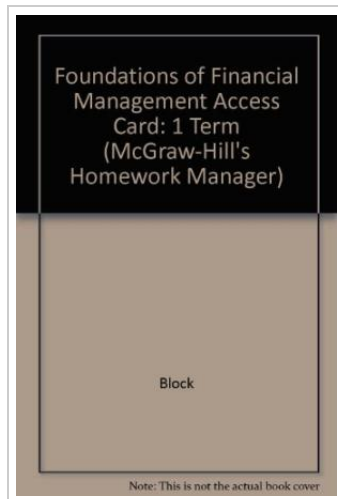 Foundations of Financial
Management Access
Card: 1 Term
(McGraw-Hill's
Homework Manager)
Block
Note: This is not the actual book cover